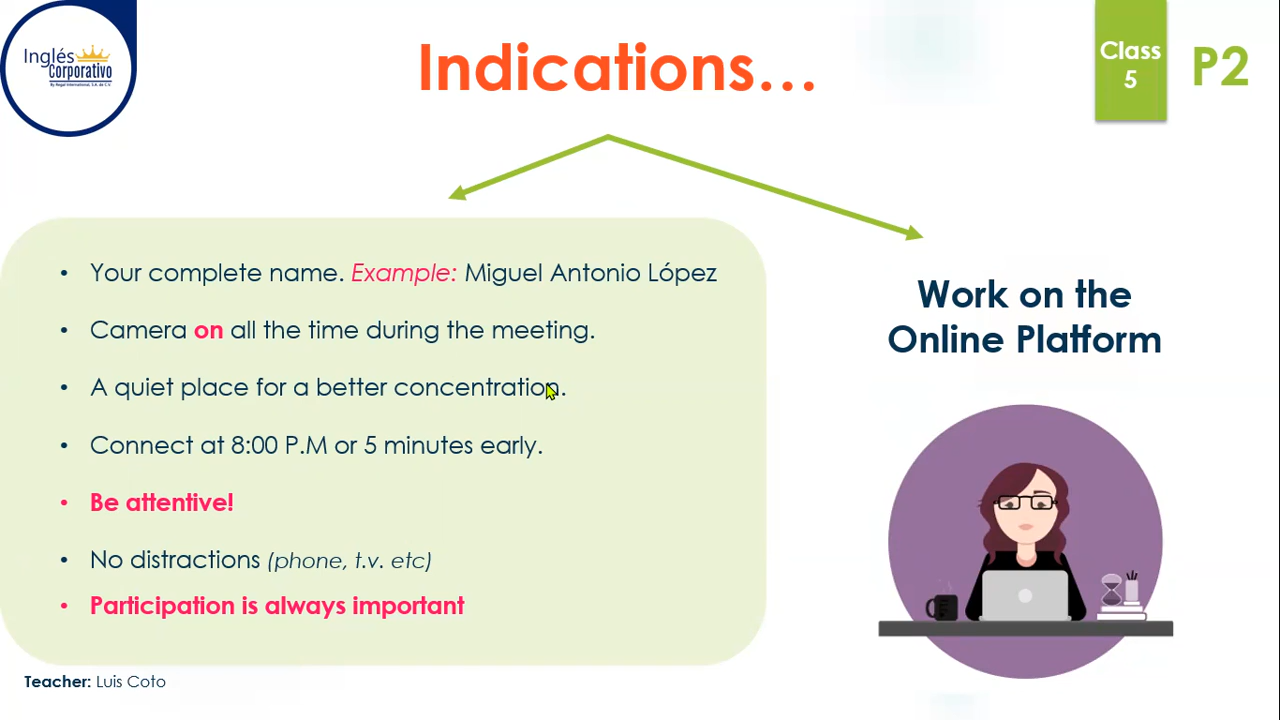 Inglés
Corporativo
By Regal International, S.A. de C.V.
Indications…
Class
5
P2
• Your complete name. Example: Miguel Antonio López
• Camera on all the time during the meeting.
• A quiet place for a better concentration.
• Connect at 8:00 P.M or 5 minutes early.
• Be attentive!
• No distractions (phone, t.v. etc)
• Participation is always important
Work on the
Online Platform
Teacher: Luis Coto